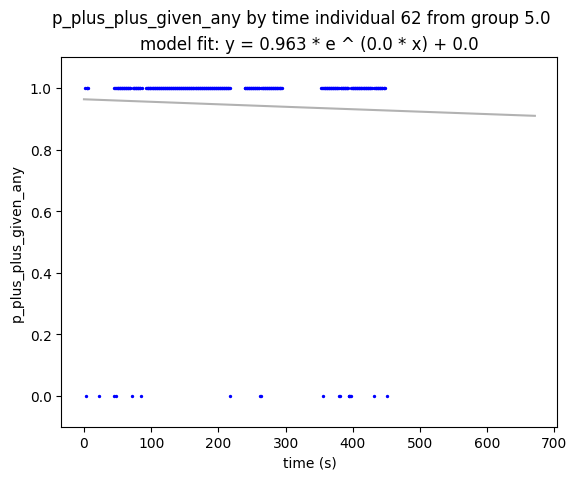 p_plus_plus_given_any by time individual 62 from group 5.0
model fit: y = 0.963 * e ^ (0.0 * x) + 0.0
p_plus_plus_given_any
1.0
0.8
0.6
0.4
0.2
0.0
0 100 200 300 400 500 600 700
time (s)